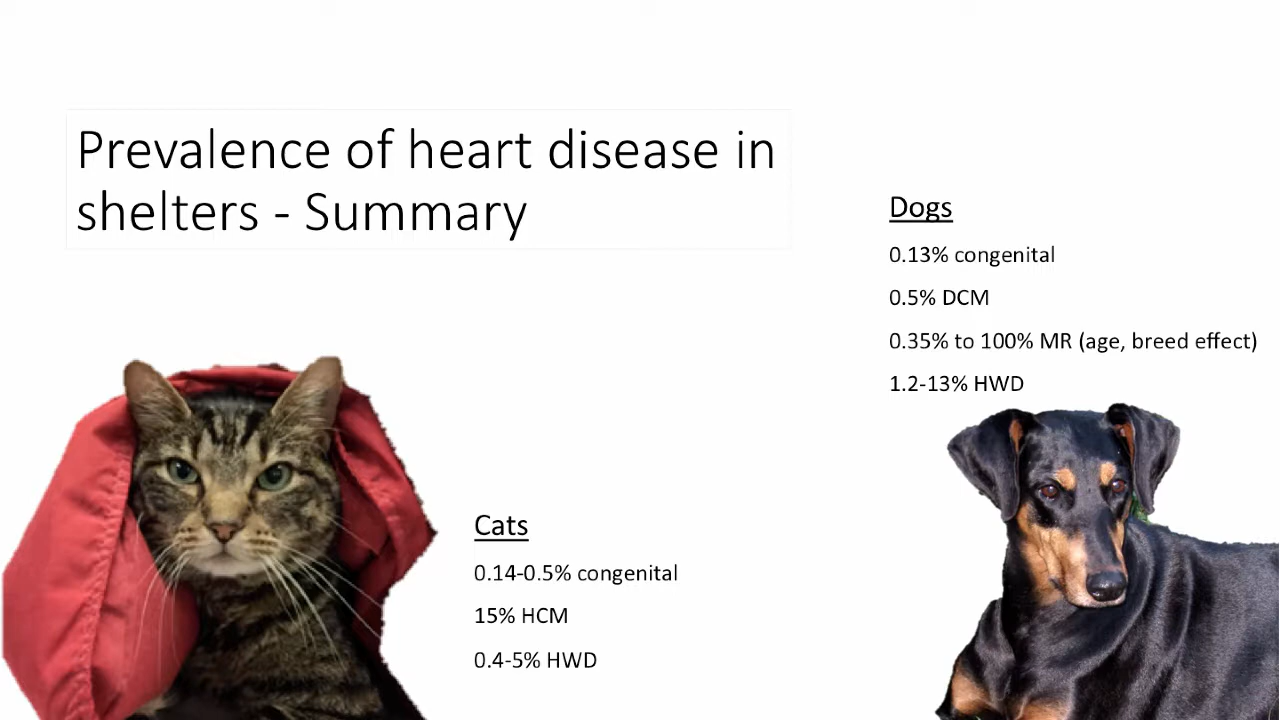 Prevalence of heart disease in
shelters - Summary
Dogs
0.13% congenital
0.5% DCM
0.35% to 100% MR (age, breed effect)
1.2-13% HWD
Cats
0.14-0.5% congenital
15% HCM
0.4-5% HWD